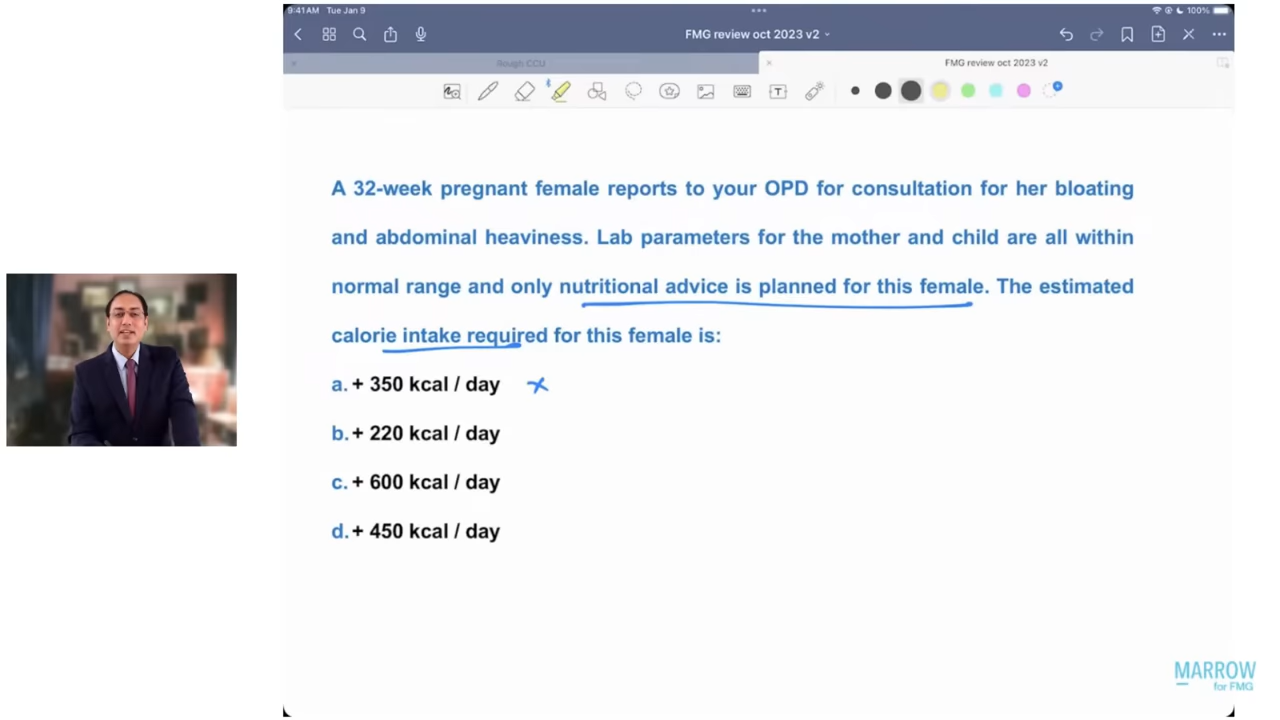 9:41AM Tue Jan 9
100%
FMG review oct 2023 v2
Rough CCU
FMG review oct 2023 v2
T
A 32-week pregnant female reports to your OPD for consultation for her bloating
and abdominal heaviness. Lab parameters for the mother and child are all within
normal range and only nutritional advice is planned for this female. The estimated
calorie intake required for this female is:
a. + 350 kcal / day
b. + 220 kcal / day
c. + 600 kcal / day
d. + 450 kcal / day
MARROW
for FMG